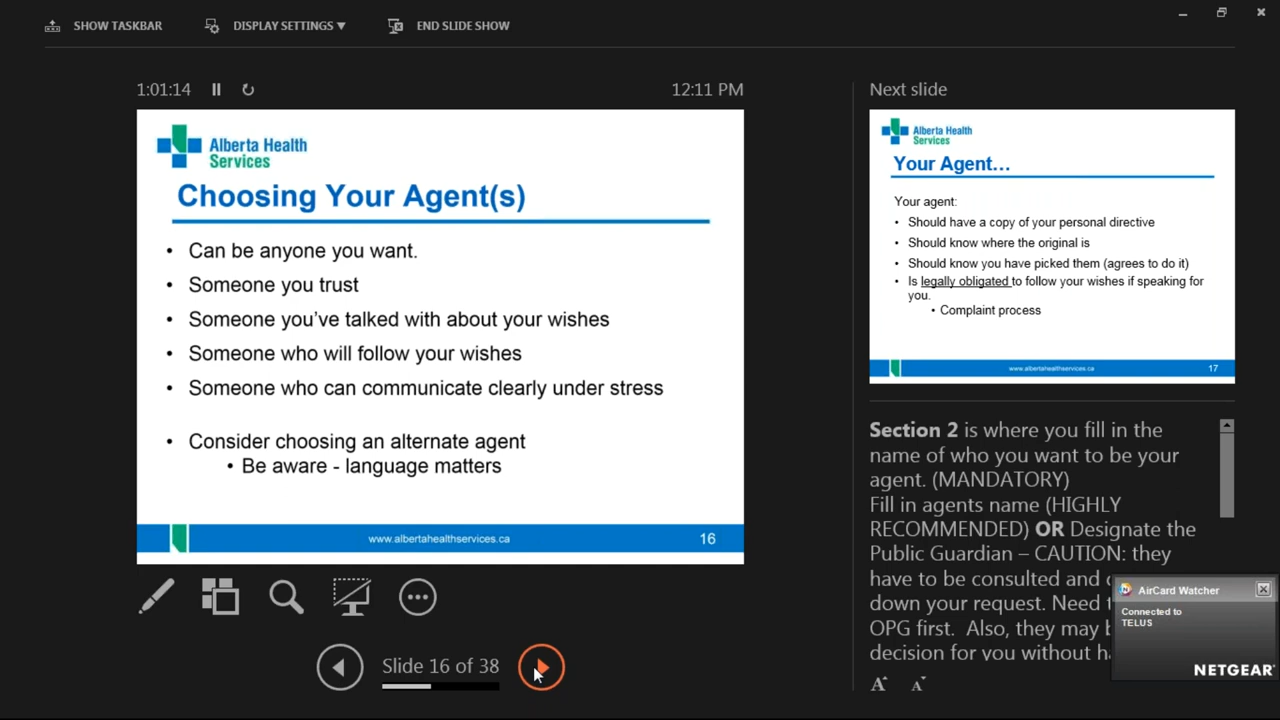 SHOW TASKBAR
DISPLAY SETTINGS ▼
END SLIDE SHOW
1:01:14
12:11 PM
Alberta Health
Services
Choosing Your Agent(s)
• Can be anyone you want.
• Someone you trust
• Someone you've talked with about your wishes
• Someone who will follow your wishes
• Someone who can communicate clearly under stress
• Consider choosing an alternate agent
• Be aware - language matters
www.albertahealthservices.ca
16
Slide 16 of 38
Next slide
Alberta Health
Services
Your Agent…
Your agent:
• Should have a copy of your personal directive
• Should know where the original is
• Should know you have picked them (agrees to do it)
• Is legally obligated to follow your wishes if speaking for
you.
• Complaint process
www.albertahealthservices.ca
17
Section 2 is where you fill in the
name of who you want to be your
agent. (MANDATORY)
Fill in agents name (HIGHLY
RECOMMENDED) OR Designate the
Public Guardian – CAUTION: they
have to be consulted and
down your request. Need
OPG first. Also, they may
decision for you without
A A
AirCard Watcher
Connected to
TELUS
NETGEAR